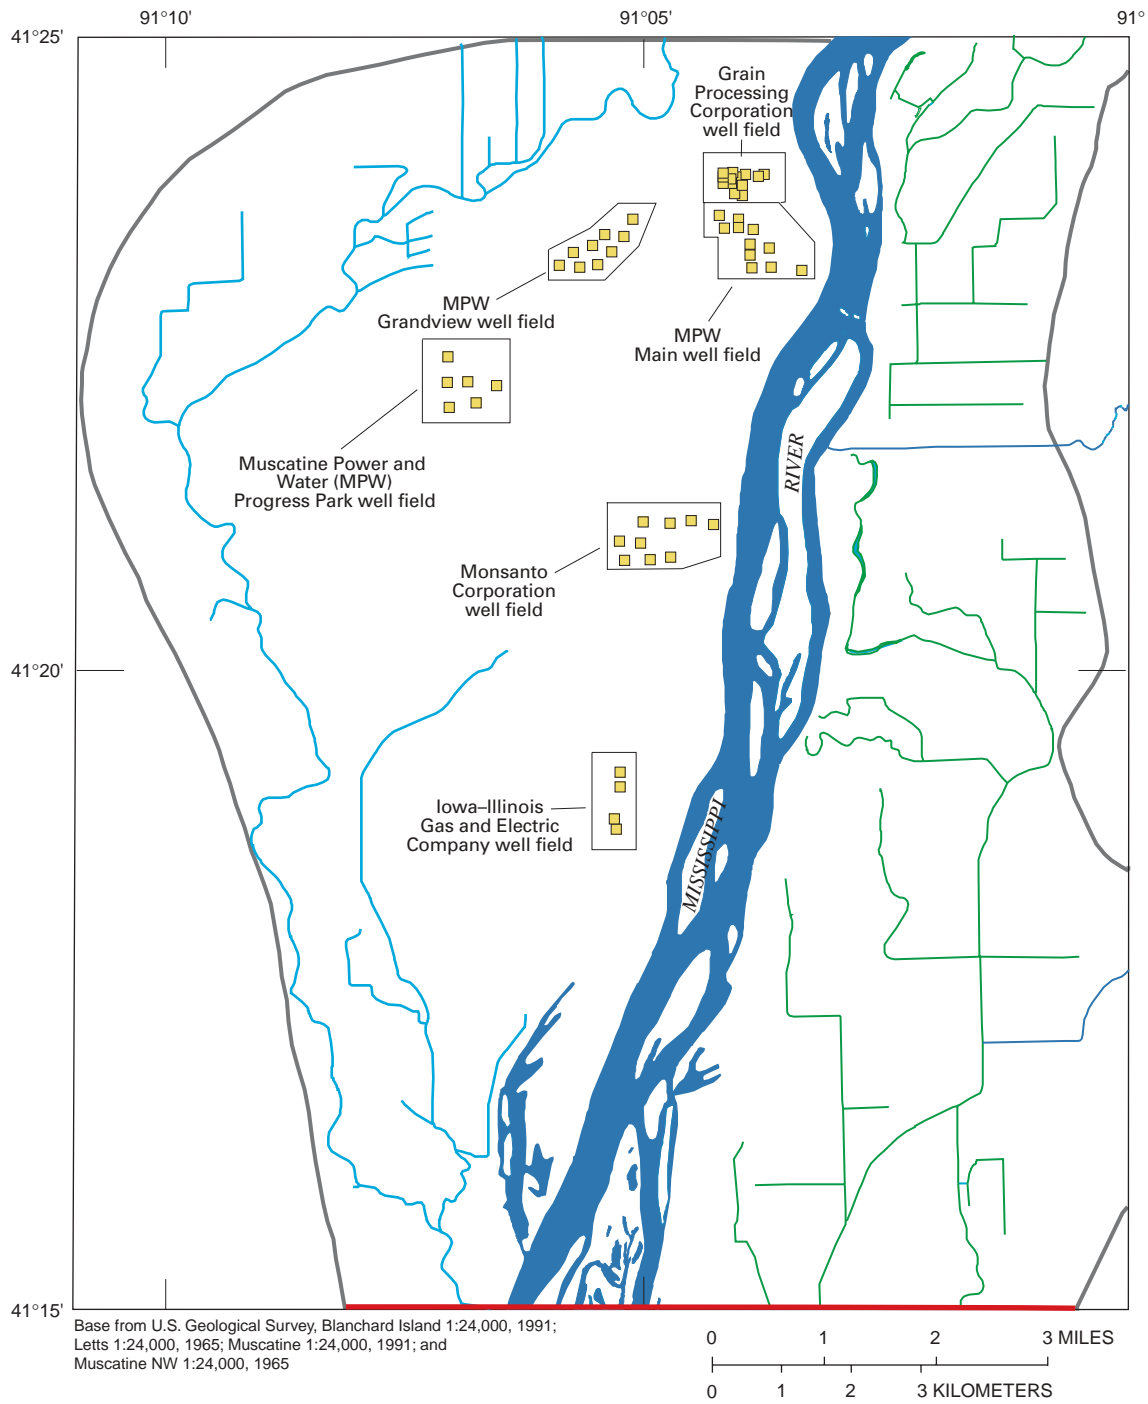 91°10'
91°05'
91°
41°25'
Grain
Processing
Corporation
well field
MPW
Grandview well field
MPW
Main well field
Muscatine Power and
Water (MPW)
Progress Park well field
RIVER
Monsanto
Corporation
well field
41°20'
Iowa–Illinois
Gas and Electric
Company well field
MISSISSIPPI
41°15'
Base from U.S. Geological Survey, Blanchard Island 1:24,000, 1991;
Letts 1:24,000, 1965; Muscatine 1:24,000, 1991; and
Muscatine NW 1:24,000, 1965
0 1 2 3 MILES
0 1 2 3 KILOMETERS